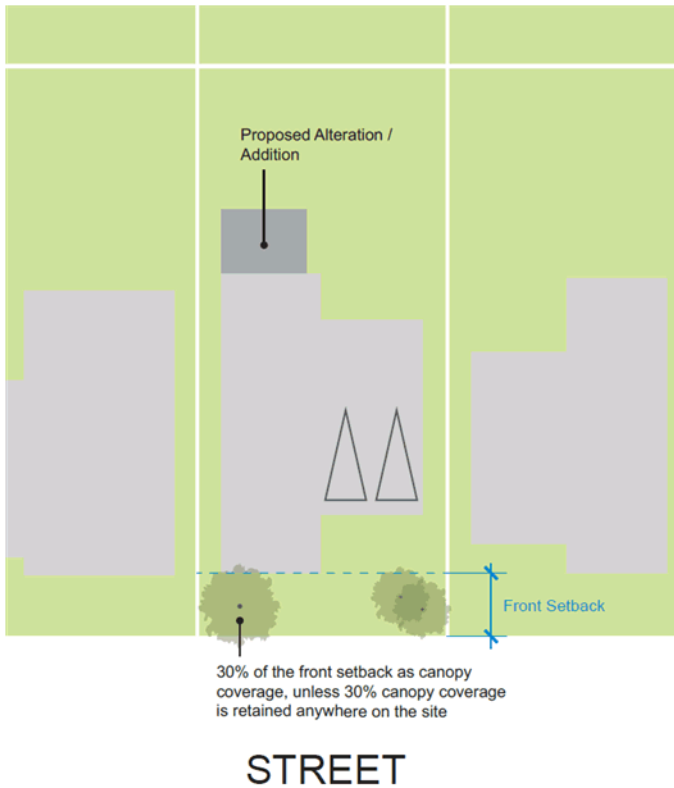 Proposed Alteration /
Addition
Front Setback
30% of the front setback as canopy
coverage, unless 30% canopy coverage
is retained anywhere on the site
STREET